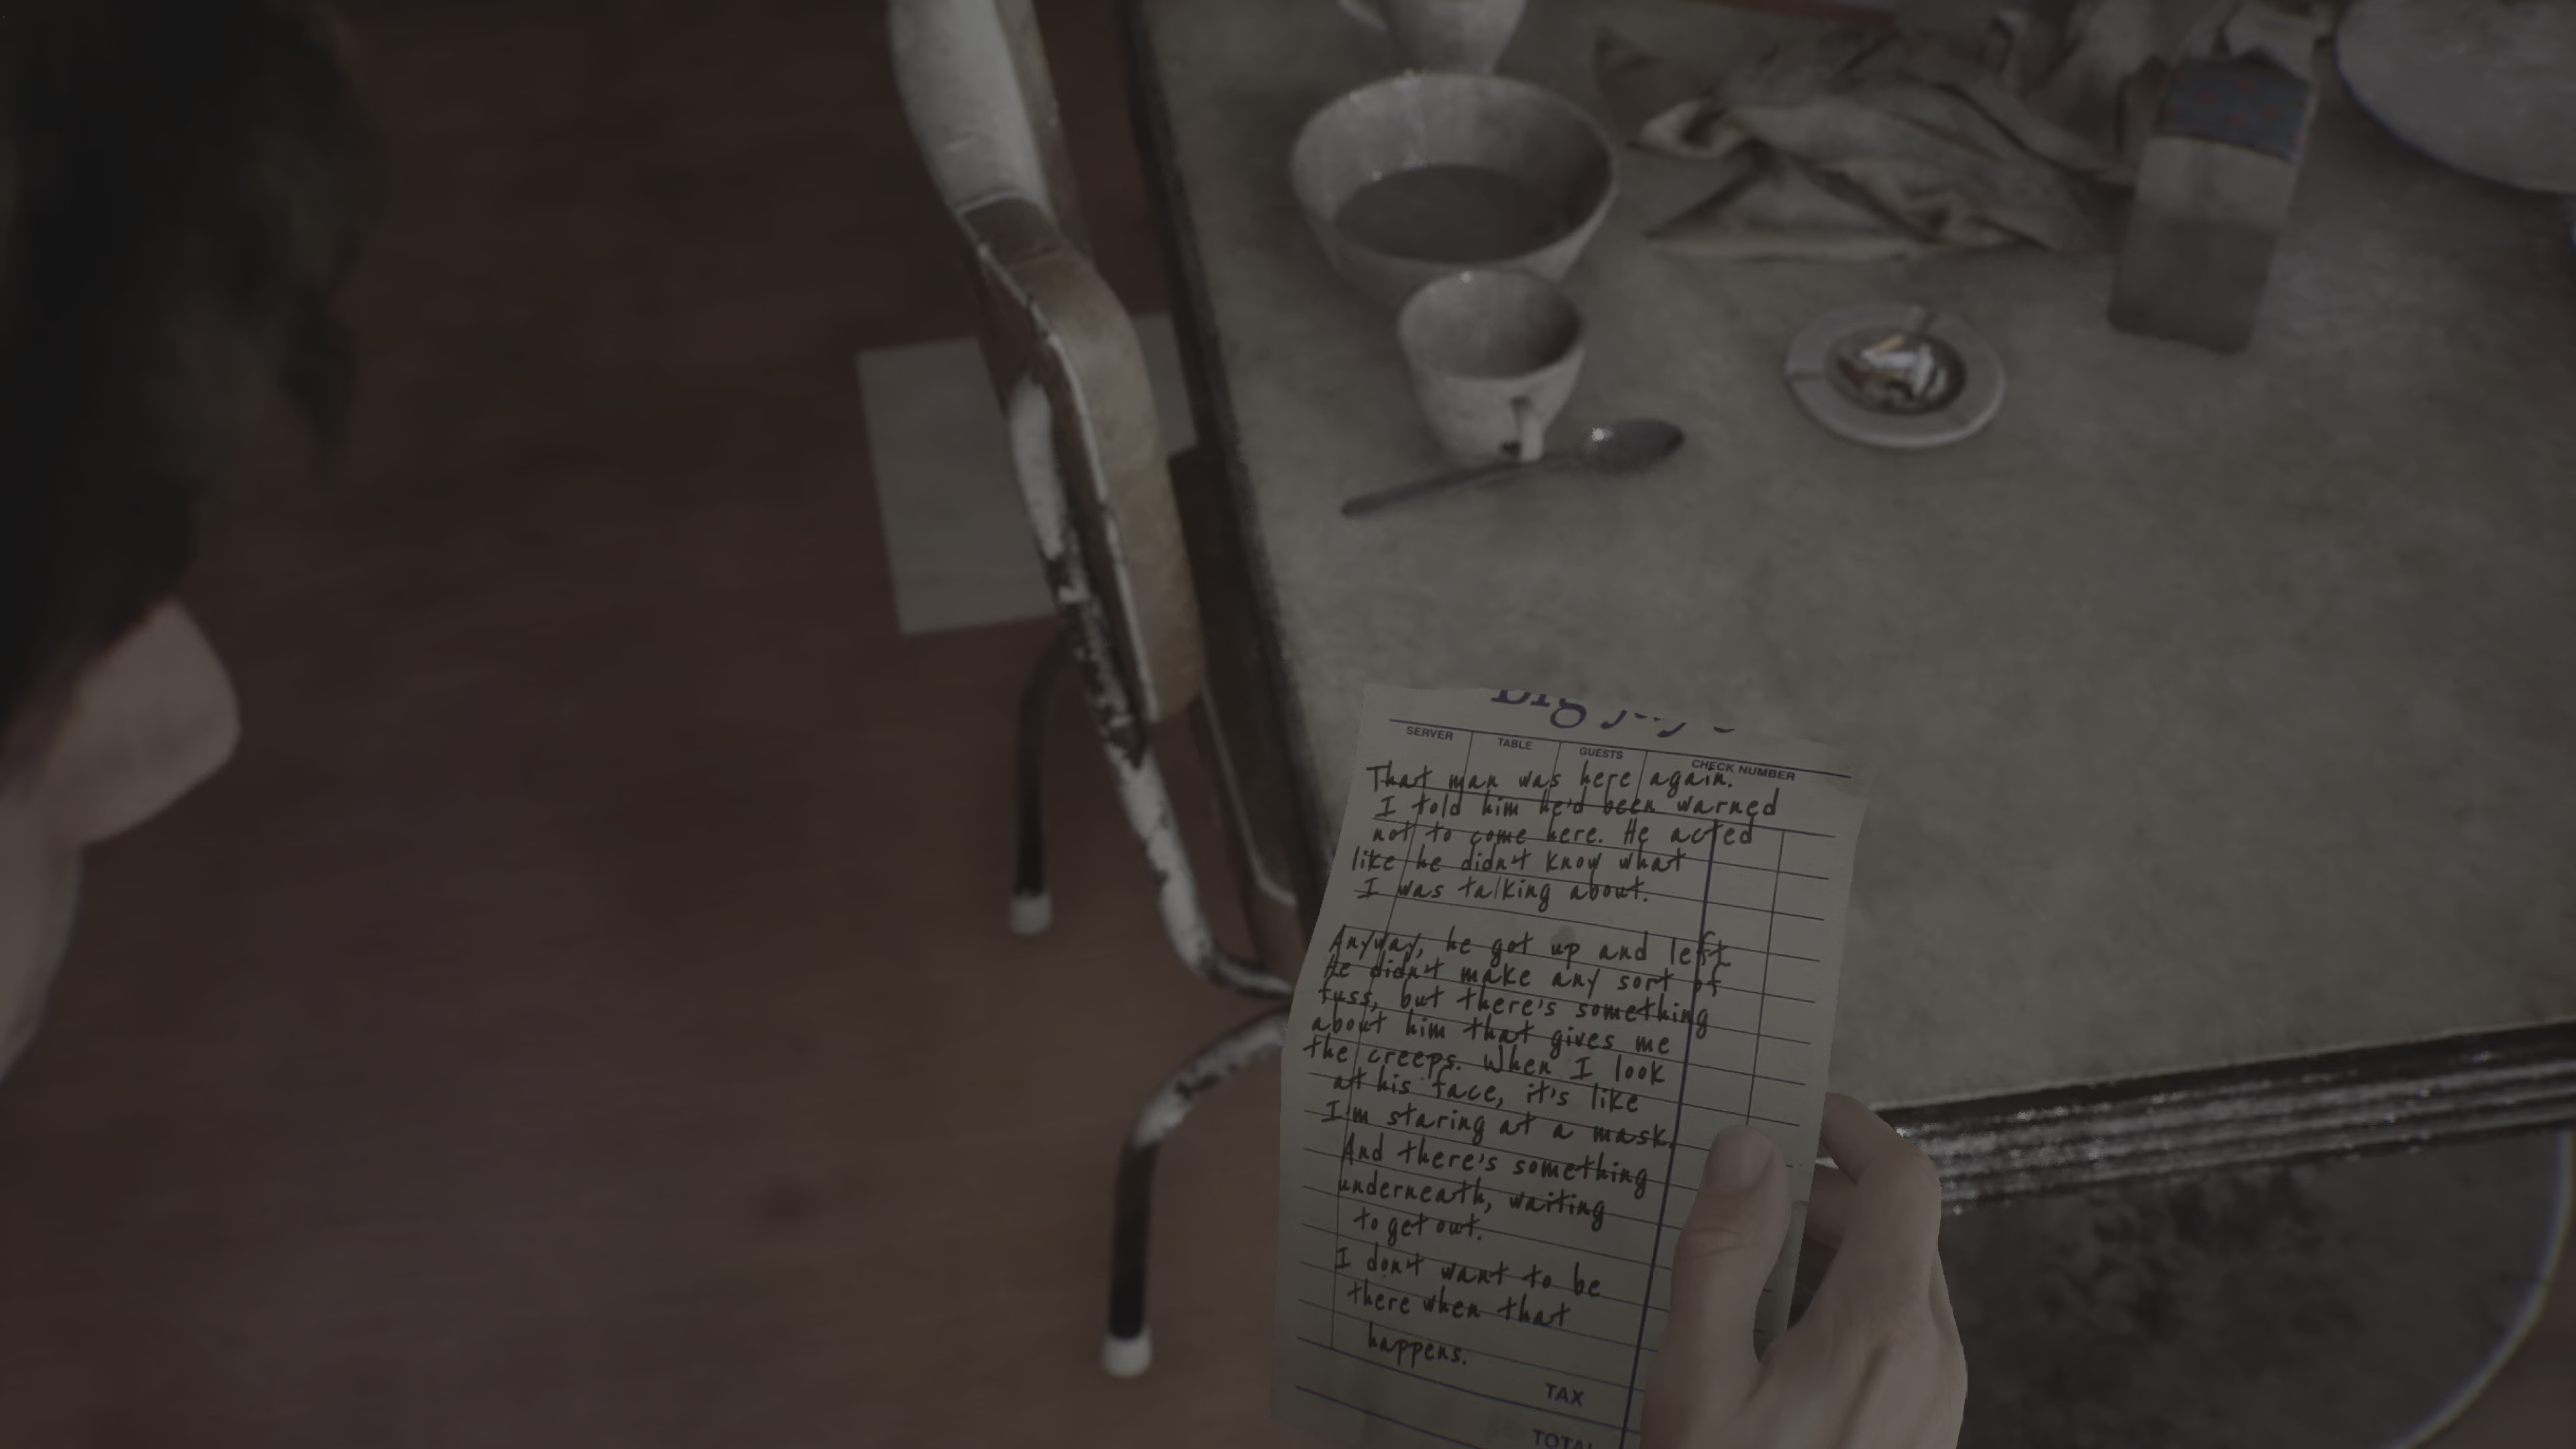 Big
SERVER TABLE GUESTS CHECK NUMBER
That man was here again.
I told him he'd been warned
not to come here. He acted
like he didn't know what
I was talking about.
Anyway, he got up and left
He didn't make any sort of
fuss, but there's something
about him that gives me
the creeps. When I look
at his face, it's like
I'm staring at a mask.
And there's something
underneath, waiting
to get out.
I don't want to be
there when that
happens.
TAX
TOTAL